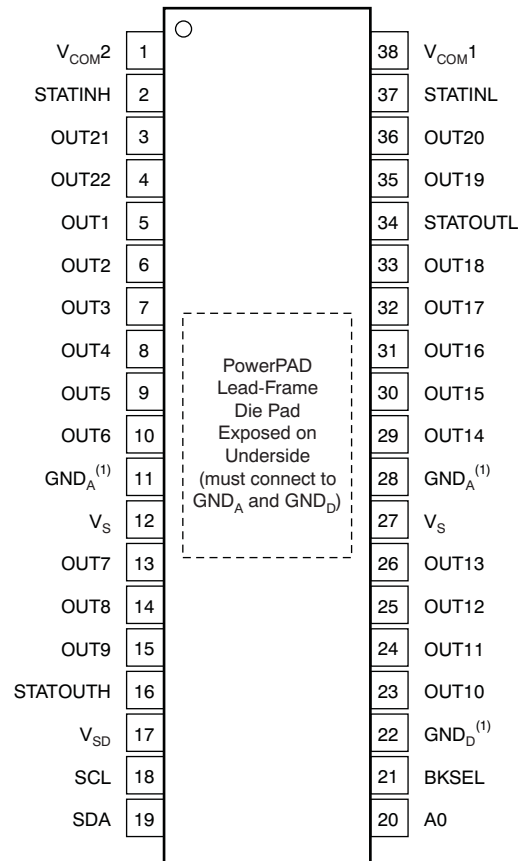 V_COM2 1 38 V_COM1
STATINH 2 37 STATINL
OUT21 3 36 OUT20
OUT22 4 35 OUT19
OUT1 5 34 STATOUTL
OUT2 6 33 OUT18
OUT3 7 32 OUT17
OUT4 8 31 OUT16
OUT5 9 30 OUT15
OUT6 10 29 OUT14
GND_A^(1) 11 28 GND_A^(1)
V_S 12 27 V_S
OUT7 13 26 OUT13
OUT8 14 25 OUT12
OUT9 15 24 OUT11
STATOUTH 16 23 OUT10
V_SD 17 22 GND_D^(1)
SCL 18 21 BKSEL
SDA 19 20 A0
PowerPAD
Lead-Frame
Die Pad
Exposed on
Underside
(must connect to
GND_A and GND_D)